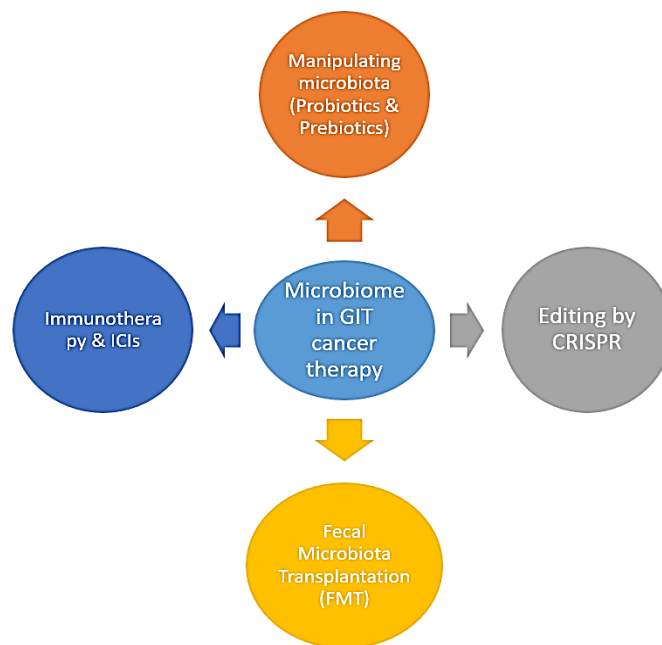 Manipulating
microbiota
(Probiotics &
Prebiotics)
Immunothera
py & ICIs
Microbiome
in GIT
cancer
therapy
Editing by
CRISPR
Fecal
Microbiota
Transplantation
(FMT)